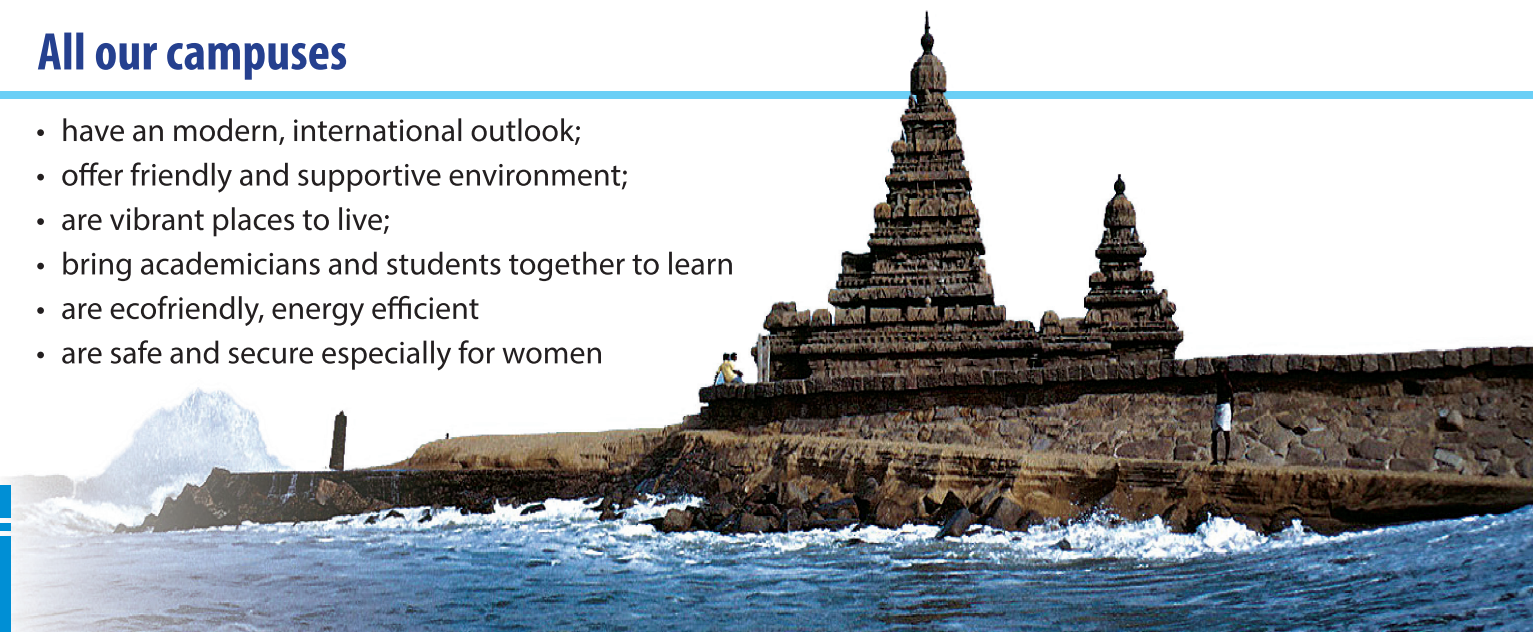 All our campuses
• have an modern, international outlook;
• offer friendly and supportive environment;
• are vibrant places to live;
• bring academicians and students together to learn
• are ecofriendly, energy efficient
• are safe and secure especially for women